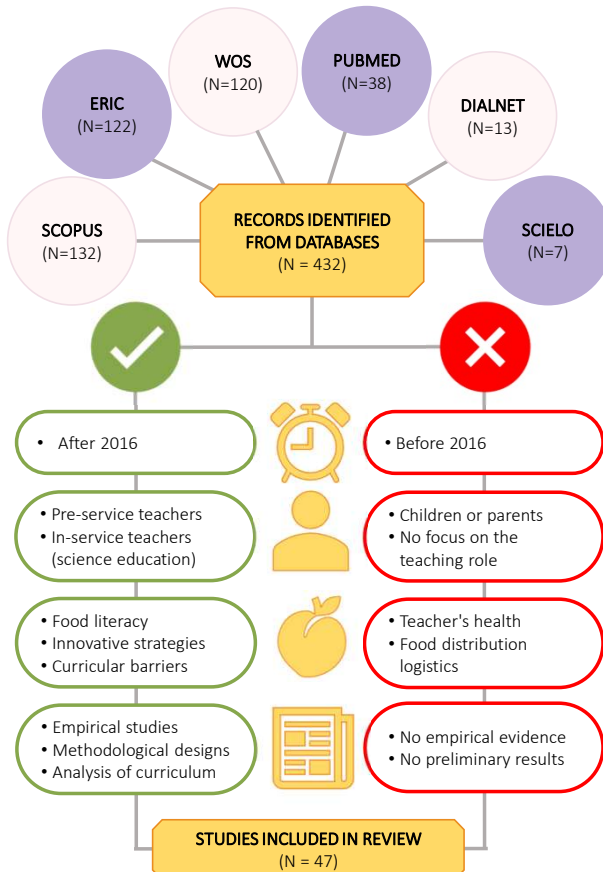 WOS
(N=120)
PUBMED
(N=38)
ERIC
(N=122)
DIALNET
(N=13)
SCOPUS
(N=132)
RECORDS IDENTIFIED
FROM DATABASES
(N = 432)
SCIELO
(N=7)
• After 2016
• Before 2016
• Pre-service teachers
• In-service teachers
(science education)
• Children or parents
• No focus on the
teaching role
• Food literacy
• Innovative strategies
• Curricular barriers
• Teacher's health
• Food distribution
logistics
• Empirical studies
• Methodological designs
• Analysis of curriculum
• No empirical evidence
• No preliminary results
STUDIES INCLUDED IN REVIEW
(N = 47)